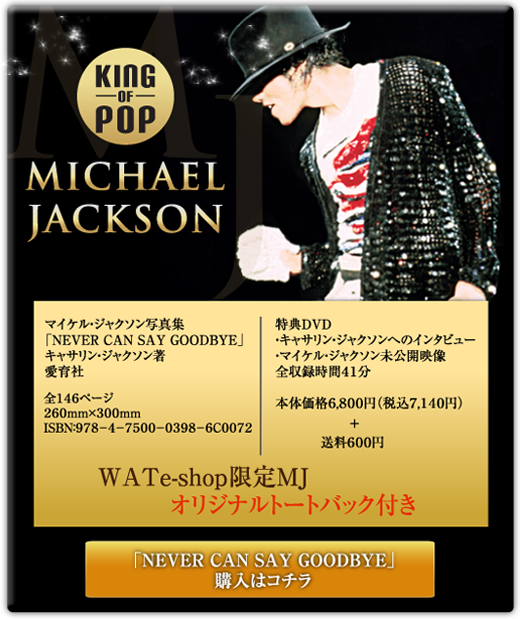 KING
OF
POP
MICHAEL
JACKSON
マイケル・ジャクソン写真集
「NEVER CAN SAY GOODBYE」
キャサリン・ジャクソン著
愛育社
全146ページ
260mm×300mm
ISBN:978-4-7500-0398-6C0072
特典DVD
・キャサリン・ジャクソンへのインタビュー
・マイケル・ジャクソン未公開映像
全収録時間41分
本体価格6,800円(税込7,140円)
+
送料600円
WATe-shop限定MJ
オリジナルトートバック付き
「NEVER CAN SAY GOODBYE」
購入はコチラ